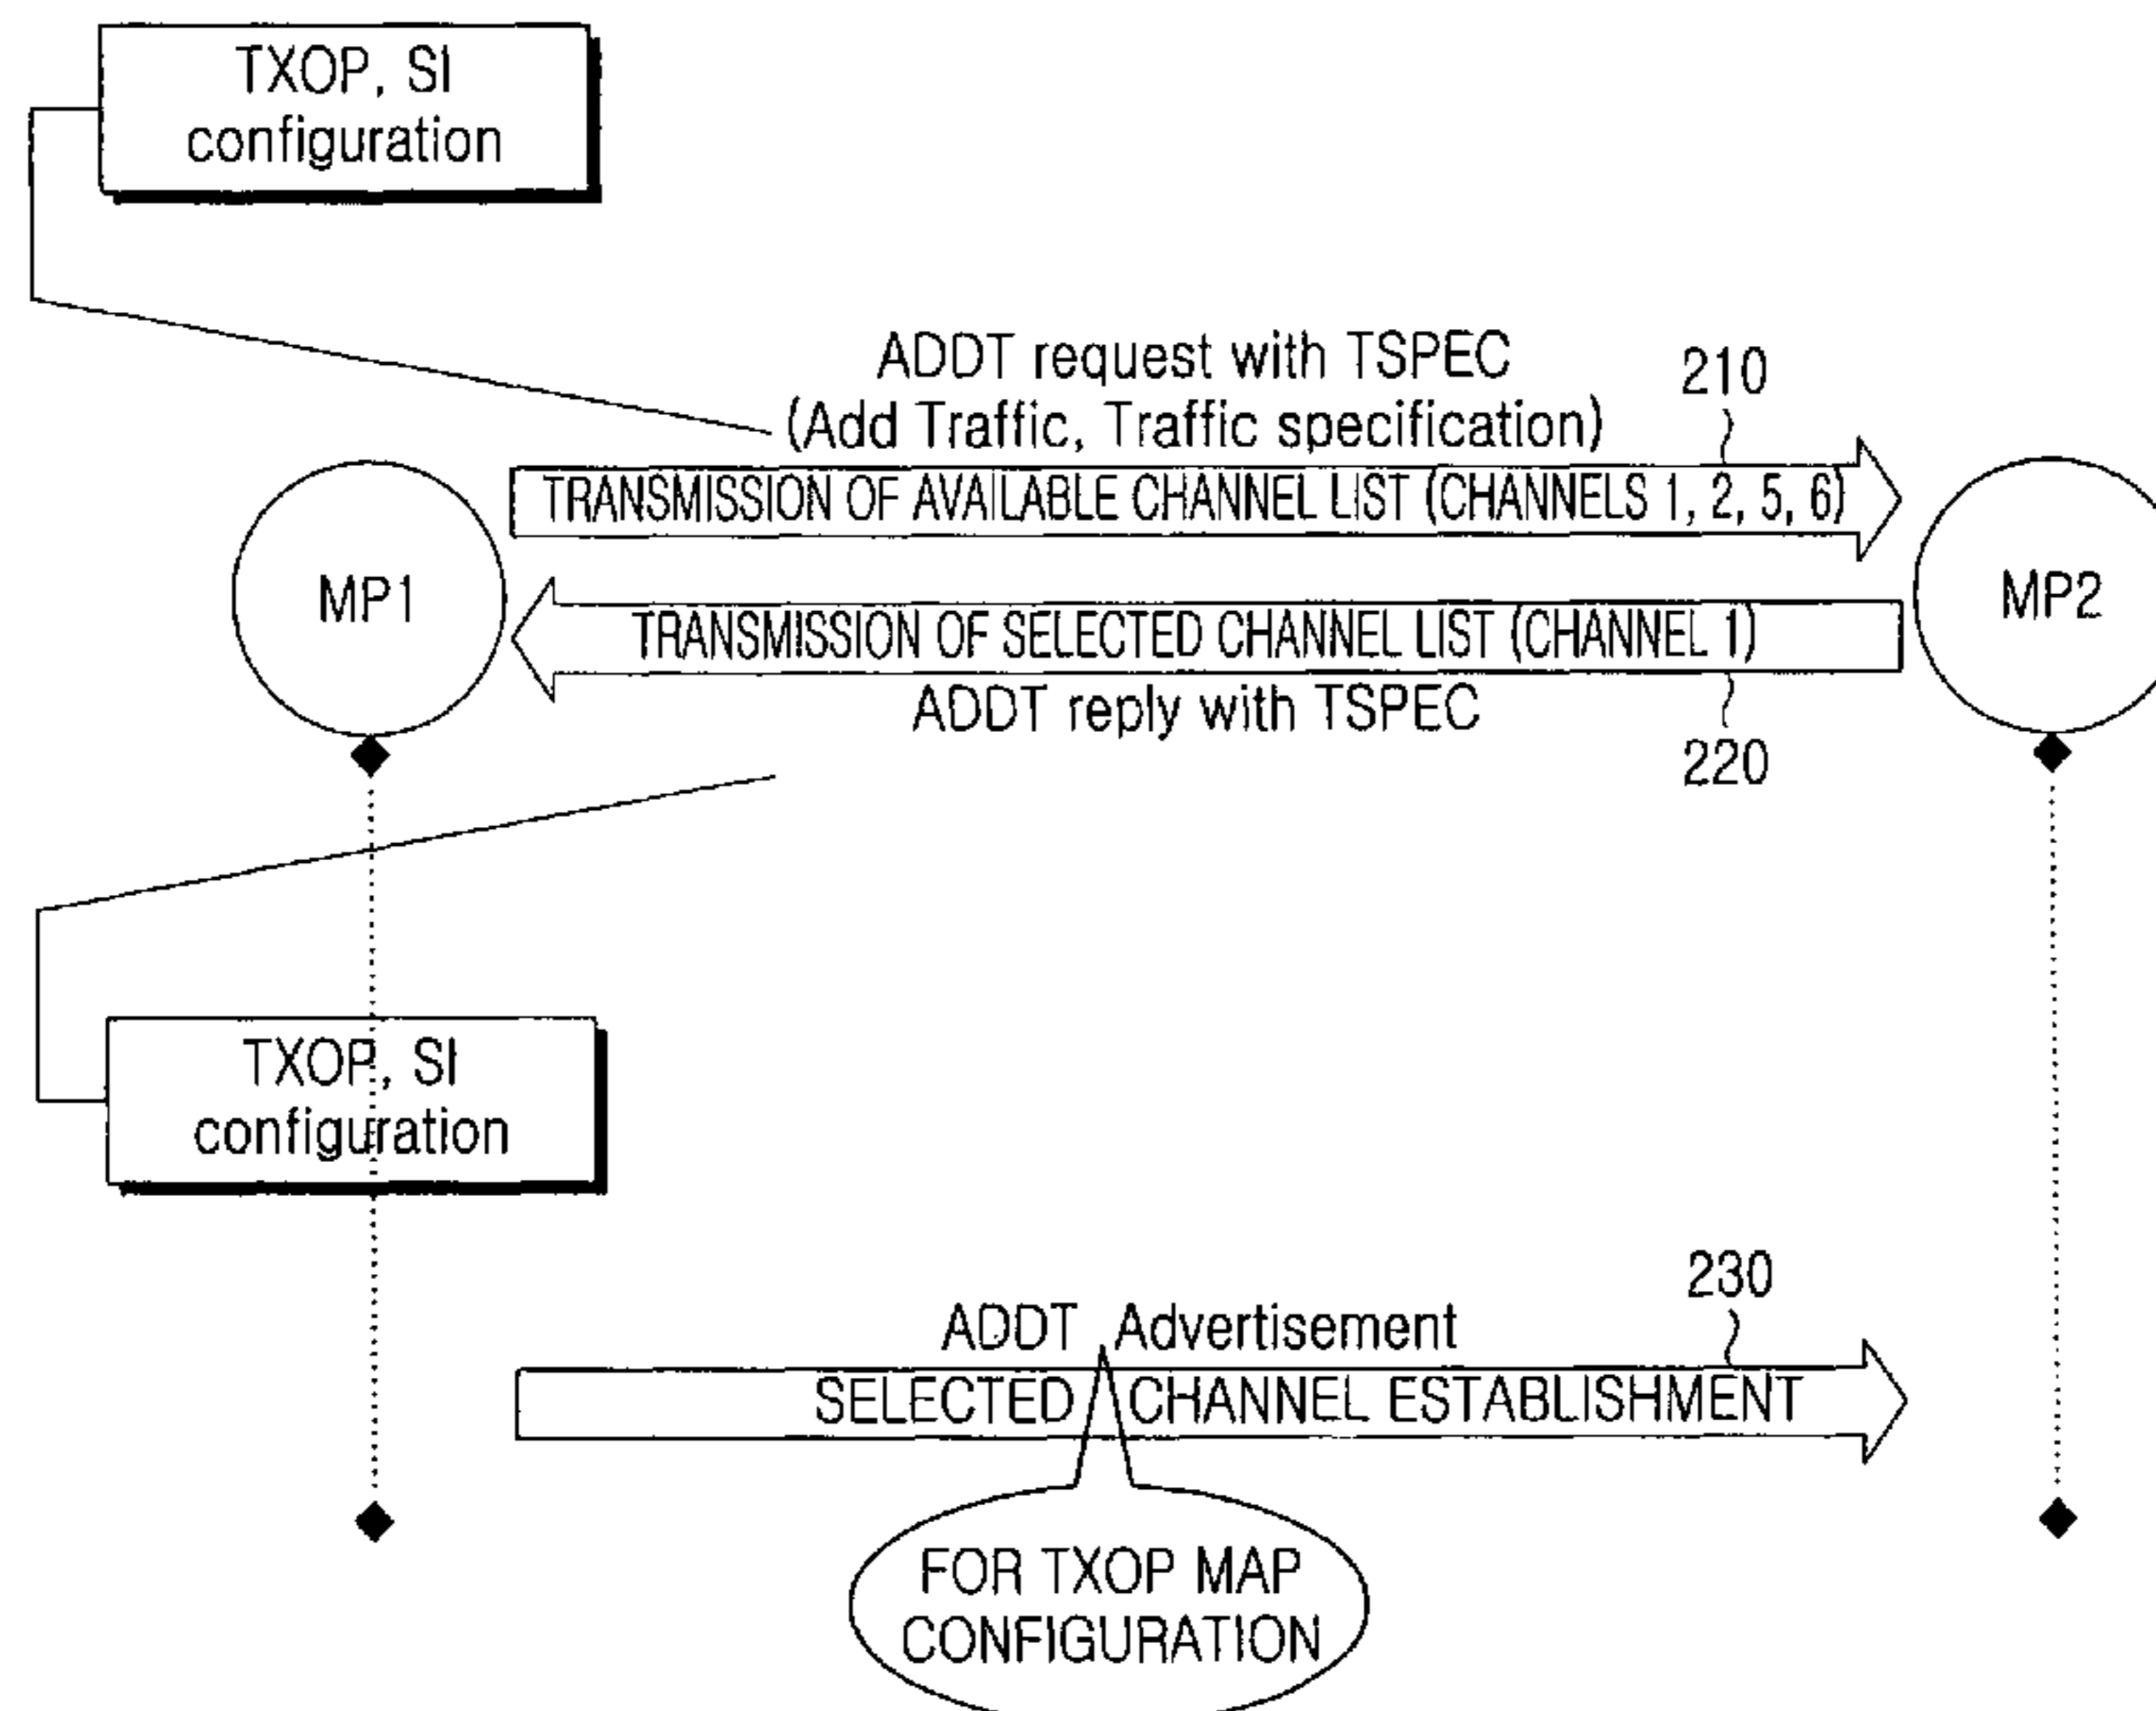 TXOP, SI
configuration
ADDT request with TSPEC
(Add Traffic, Traffic specification)
210
TRANSMISSION OF AVAILABLE CHANNEL LIST (CHANNELS 1, 2, 5, 6)
MP1
MP2
TRANSMISSION OF SELECTED CHANNEL LIST (CHANNEL 1)
ADDT reply with TSPEC
220
TXOP, SI
configuration
230
ADDT Advertisement
SELECTED CHANNEL ESTABLISHMENT
FOR TXOP MAP
CONFIGURATION